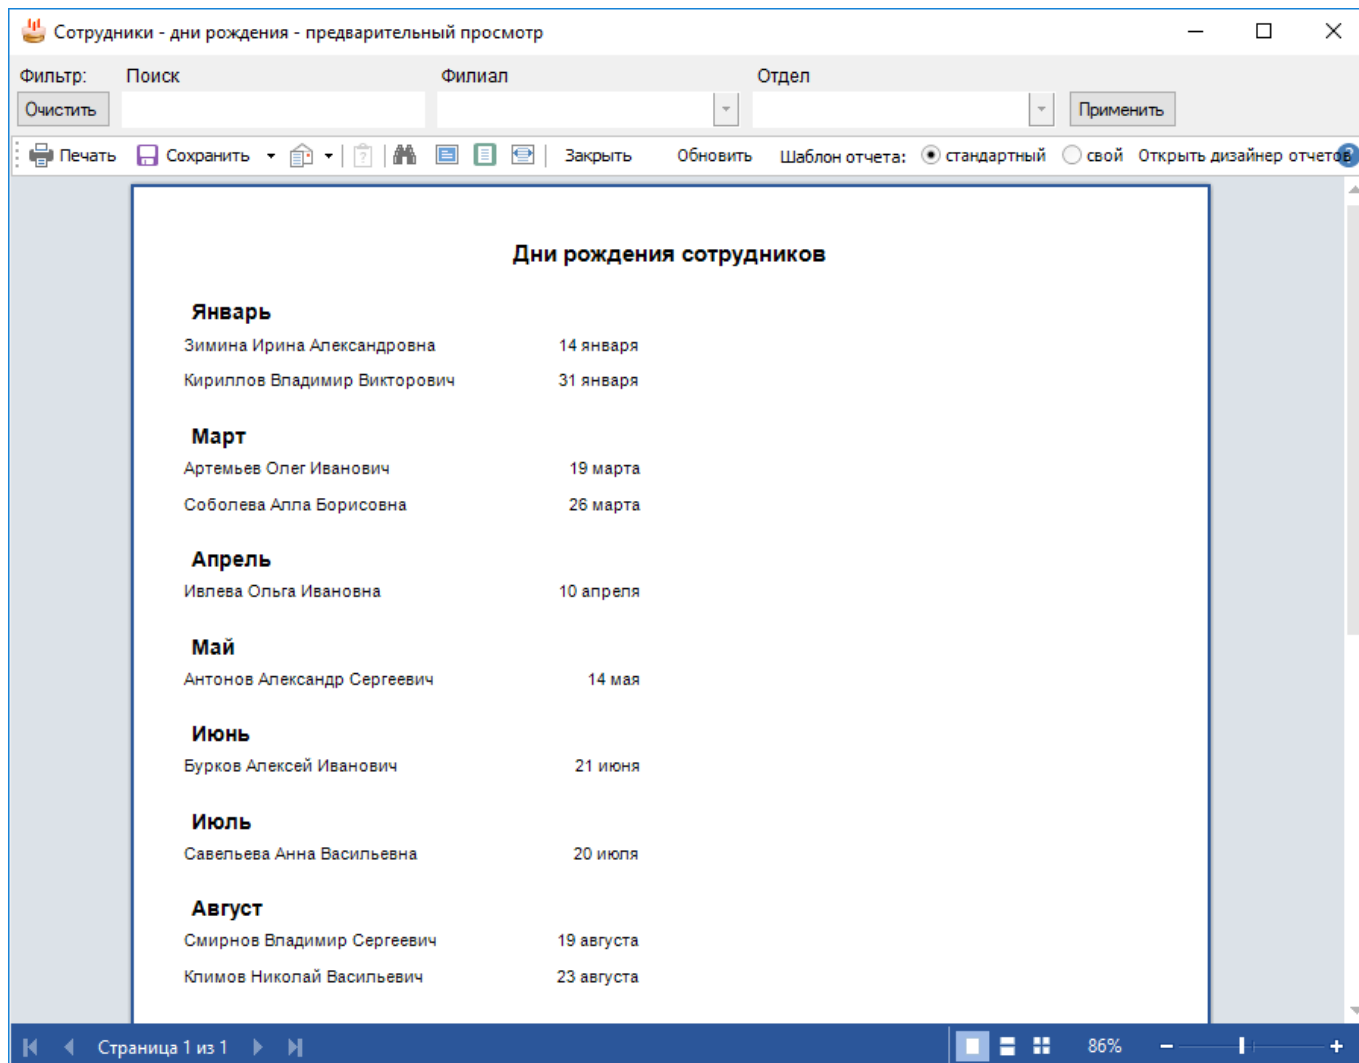 Сотрудники - дни рождения - предварительный просмотр
Фильтр: Поиск Филиал Отдел
Очистить Применить
Печать Сохранить Закрыть Обновить Шаблон отчета: стандартный свой Открыть дизайнер отчетов
Дни рождения сотрудников
Январь
Зимина Ирина Александровна 14 января
Кириллов Владимир Викторович 31 января
Март
Артемьев Олег Иванович 19 марта
Соболева Алла Борисовна 26 марта
Апрель
Ивлева Ольга Ивановна 10 апреля
Май
Антонов Александр Сергеевич 14 мая
Июнь
Бурков Алексей Иванович 21 июня
Июль
Савельева Анна Васильевна 20 июля
Август
Смирнов Владимир Сергеевич 19 августа
Климов Николай Васильевич 23 августа
Страница 1 из 1 86%